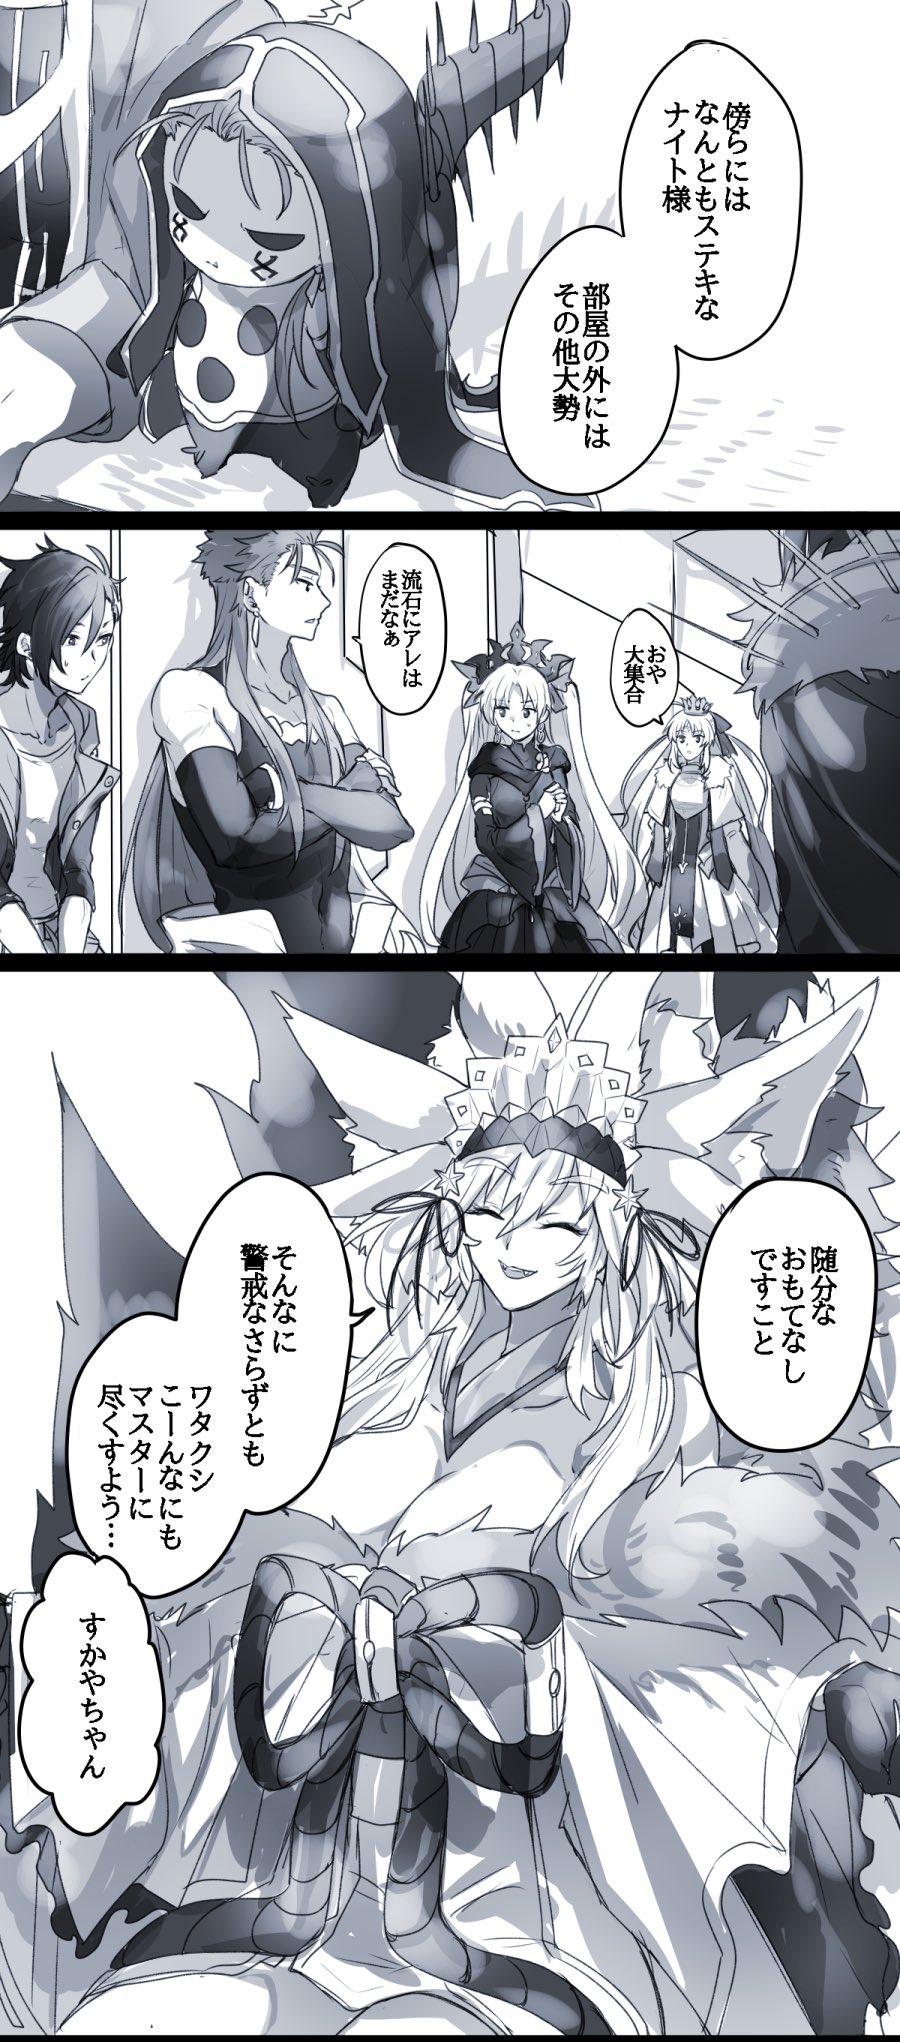 傍らには
なんともステキな
ナイト様
部屋の外には
その他大勢
おや
大集合
流石にアレは
まだなぁ
随分な
おもてなし
ですこと
そんなに
警戒なさらずとも
ワタクシ
こーんなにも
マスターに
尽くすよう…
すかやちゃん